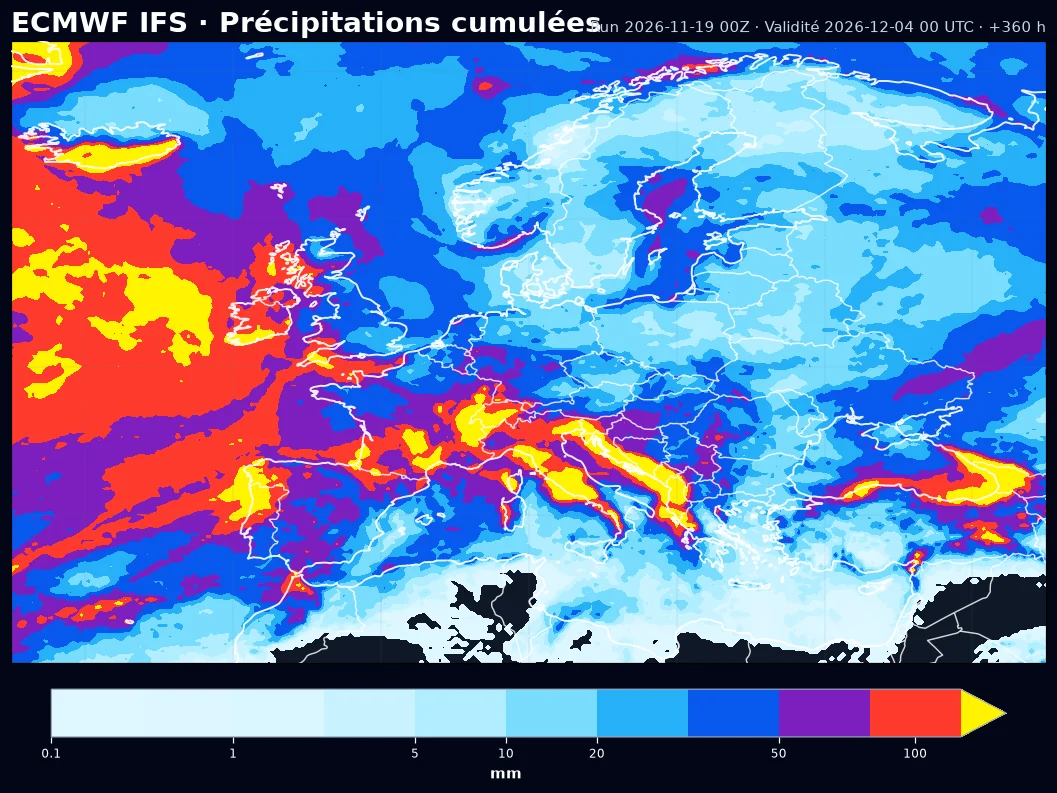 ECMWF IFS · Précipitations cumulées
Run 2026-11-19 00Z · Validité 2026-12-04 00 UTC · +360 h
0.1 1 5 10 20 50 100
mm